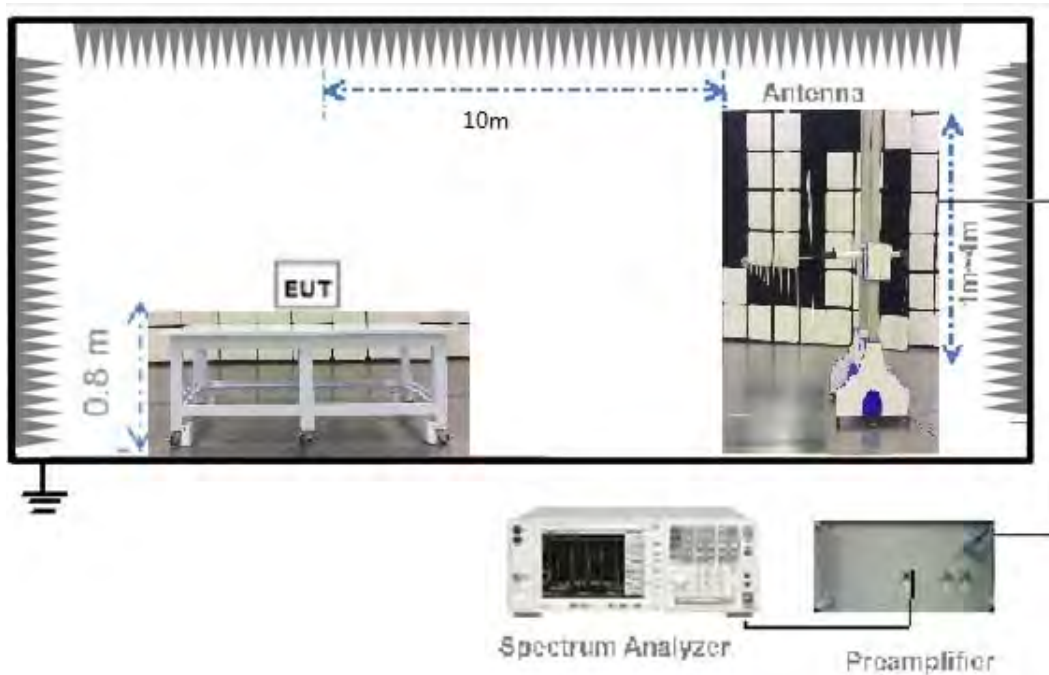 10m
Antenna
1m~4m
EUT
0.8 m
Spectrum Analyzer
Preamplifier